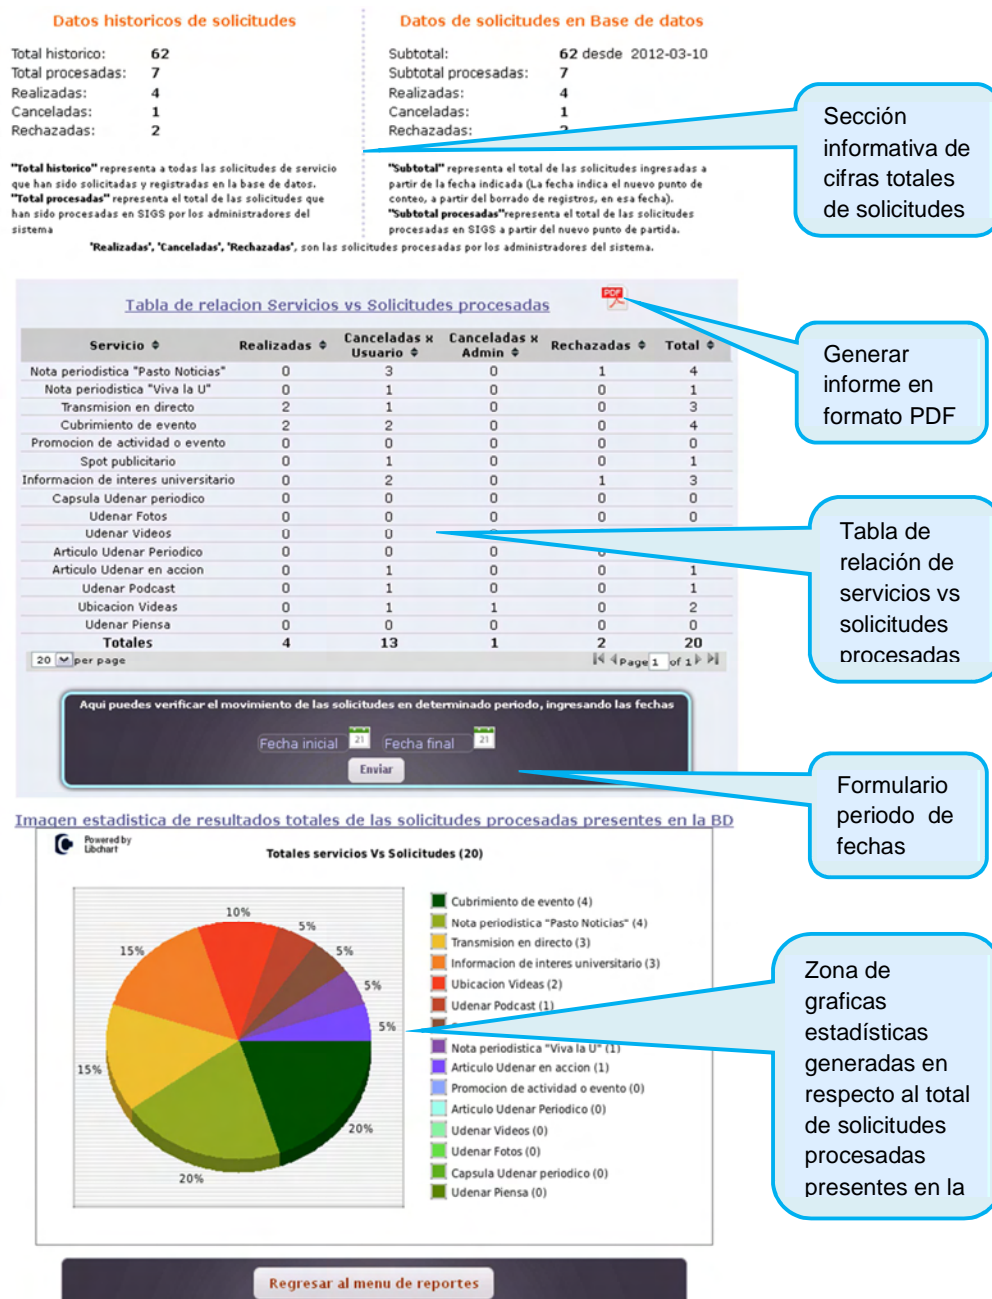 Datos historicos de solicitudes
Total historico: 62
Total procesadas: 7
Realizadas: 4
Canceladas: 1
Rechazadas: 2
"Total historico" representa a todas las solicitudes de servicio
que han sido solicitadas y registradas en la base de datos.
"Total procesadas" representa el total de las solicitudes que
han sido procesadas en SIGS por los administradores del
sistema
Datos de solicitudes en Base de datos
Subtotal: 62 desde 2012-03-10
Subtotal procesadas: 7
Realizadas: 4
Canceladas: 1
Rechazadas: 2
"Subtotal" representa el total de las solicitudes ingresadas a
partir de la fecha indicada (La fecha indica el nuevo punto de
conteo, a partir del borrado de registros, en esa fecha).
"Subtotal procesadas"representa el total de las solicitudes
procesadas en SIGS a partir del nuevo punto de partida.
'Realizadas', 'Canceladas', 'Rechazadas', son las solicitudes procesadas por los administradores del sistema.
Sección
informativa de
cifras totales
de solicitudes
Tabla de relacion Servicios vs Solicitudes procesadas
PDF
Servicio Realizadas Canceladas x Usuario Canceladas x Admin Rechazadas Total
Nota periodistica "Pasto Noticias" 0 3 0 1 4
Nota periodistica "Viva la U" 0 1 0 0 1
Transmision en directo 2 1 0 0 3
Cubrimiento de evento 2 2 0 0 4
Promocion de actividad o evento 0 0 0 0 0
Spot publicitario 0 1 0 0 1
Informacion de interes universitario 0 2 0 1 3
Capsula Udenar periodico 0 0 0 0 0
Udenar Fotos 0 0 0 0 0
Udenar Videos 0 0
Articulo Udenar Periodico 0 0 0
Articulo Udenar en accion 0 1 0 0 1
Udenar Podcast 0 1 0 0 1
Ubicacion Videas 0 1 1 0 2
Udenar Piensa 0 0 0 0 0
Totales 4 13 1 2 20
20 per page
Page 1 of 1
Generar
informe en
formato PDF
Tabla de
relación de
servicios vs
solicitudes
procesadas
Aqui puedes verificar el movimiento de las solicitudes en determinado periodo, ingresando las fechas
Fecha inicial 21 Fecha final 21
Enviar
Formulario
periodo de
fechas
Imagen estadistica de resultados totales de las solicitudes procesadas presentes en la BD
Powered by
Libchart
Totales servicios Vs Solicitudes (20)
10%
5%
5%
5%
5%
15%
15%
20%
20%
Cubrimiento de evento (4)
Nota periodistica "Pasto Noticias" (4)
Transmision en directo (3)
Informacion de interes universitario (3)
Ubicacion Videas (2)
Udenar Podcast (1)
Nota periodistica "Viva la U" (1)
Articulo Udenar en accion (1)
Promocion de actividad o evento (0)
Articulo Udenar Periodico (0)
Udenar Videos (0)
Udenar Fotos (0)
Capsula Udenar periodico (0)
Udenar Piensa (0)
Zona de
graficas
estadísticas
generadas en
respecto al total
de solicitudes
procesadas
presentes en la
Regresar al menu de reportes